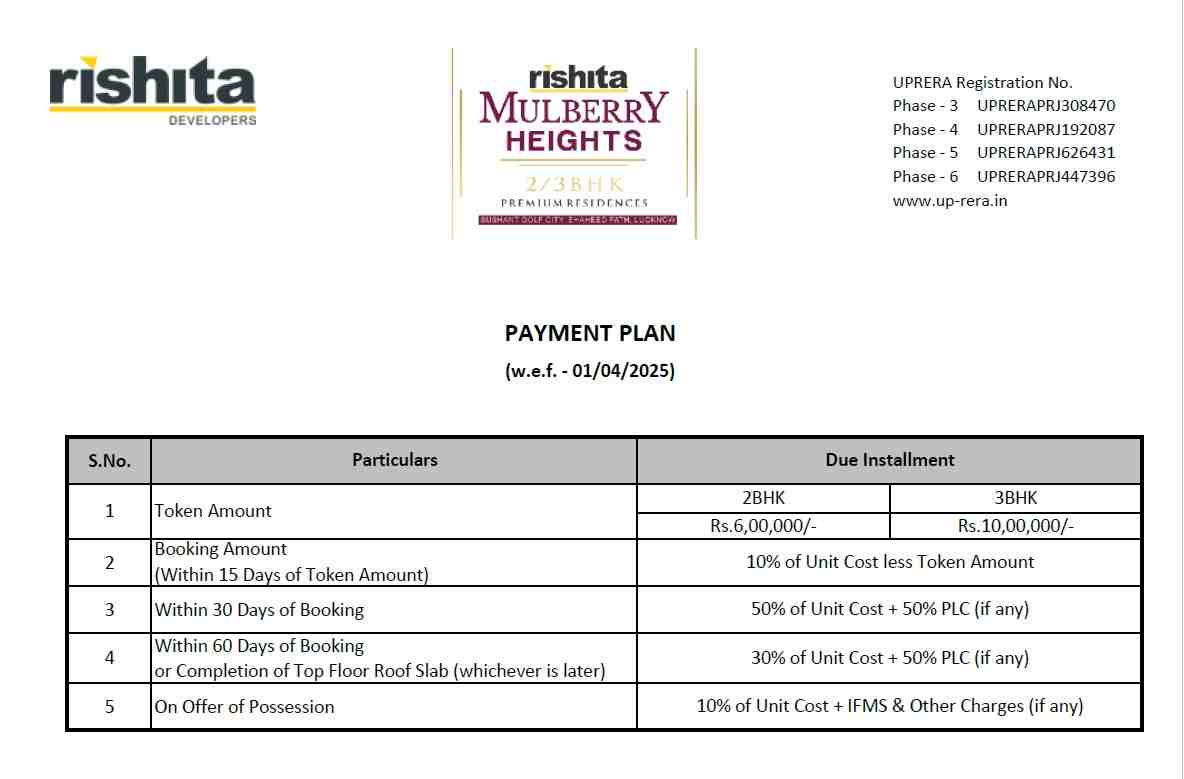 rishita
DEVELOPERS
rishita
MULBERRY
HEIGHTS
2/3BHK
PREMIUM RESIDENCES
SUSHANT GOLF CITY, SHAHEED PATH, LUCKNOW
UPRERA Registration No.
Phase - 3 UPRERAPRJ308470
Phase - 4 UPRERAPRJ192087
Phase - 5 UPRERAPRJ626431
Phase - 6 UPRERAPRJ447396
www.up-rera.in
PAYMENT PLAN
(w.e.f. - 01/04/2025)
S.No. Particulars Due Installment
1 Token Amount 2BHK 3BHK
Rs.6,00,000/- Rs.10,00,000/-
2 Booking Amount
(Within 15 Days of Token Amount) 10% of Unit Cost less Token Amount
3 Within 30 Days of Booking 50% of Unit Cost + 50% PLC (if any)
4 Within 60 Days of Booking
or Completion of Top Floor Roof Slab (whichever is later) 30% of Unit Cost + 50% PLC (if any)
5 On Offer of Possession 10% of Unit Cost + IFMS & Other Charges (if any)